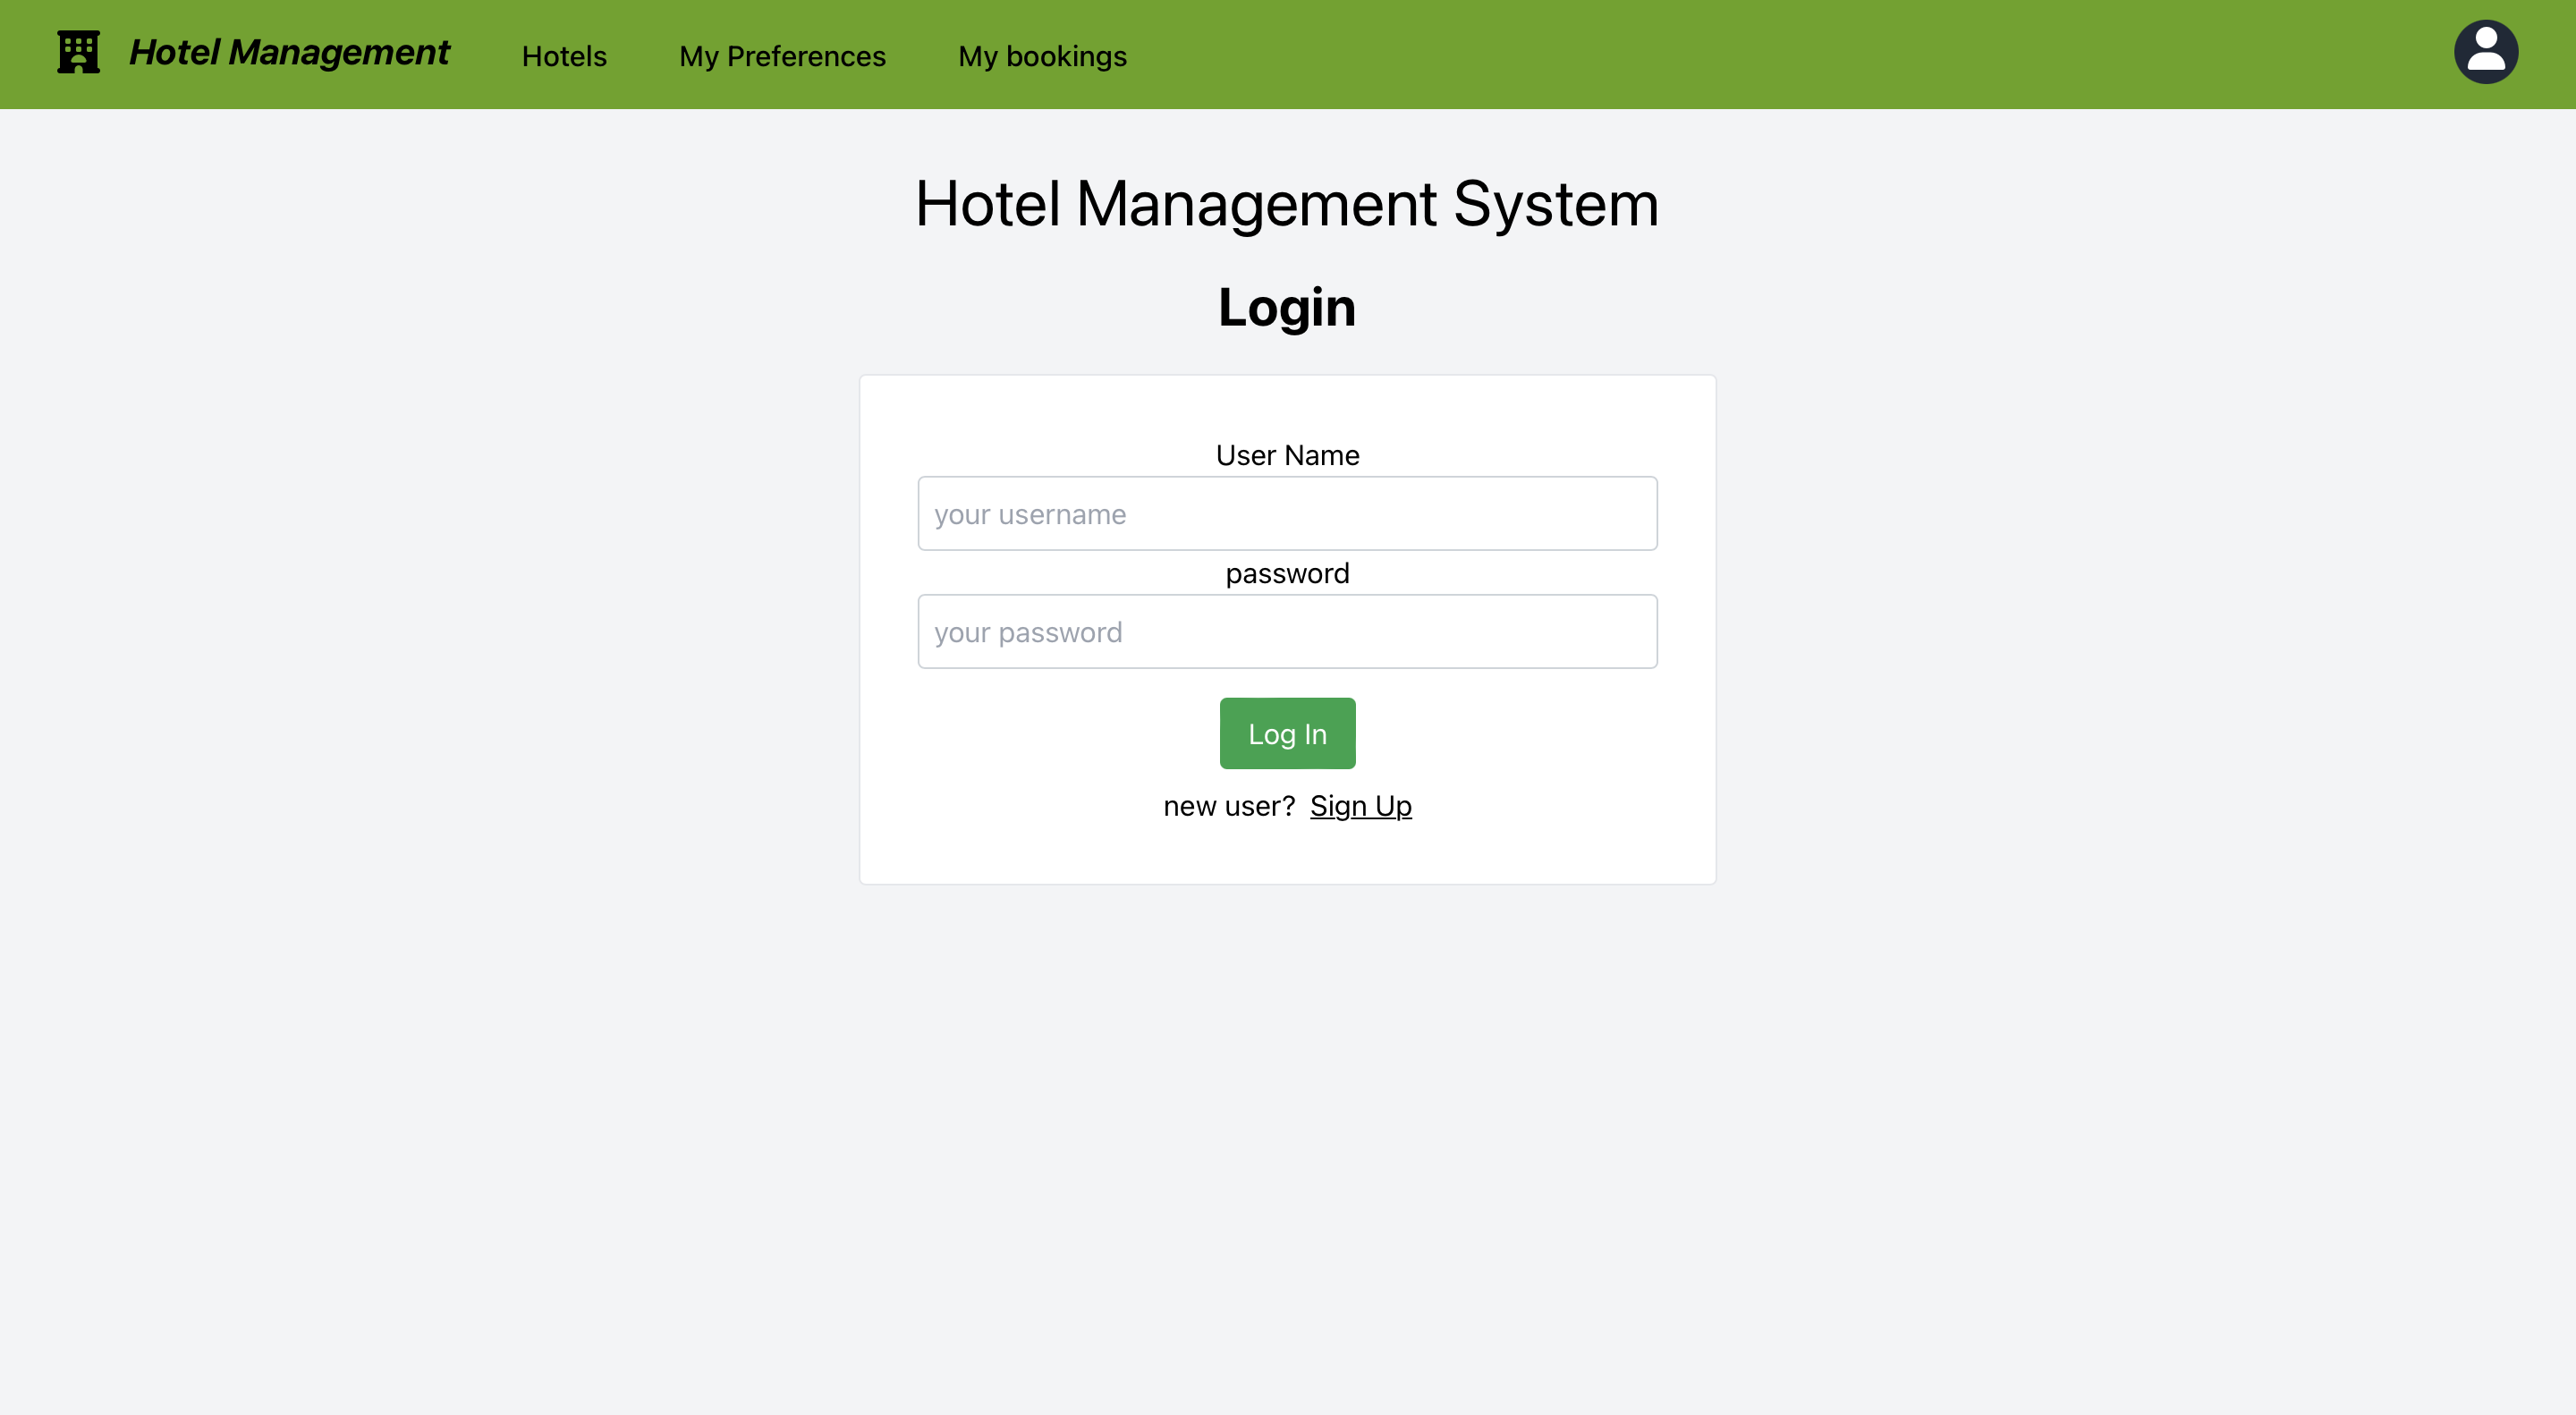 Hotel Management Hotels My Preferences My bookings
Hotel Management System
Login
User Name
your username
password
your password
Log In
new user? Sign Up